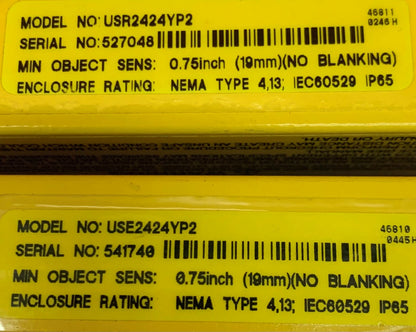 MODEL NO: USR2424YP2 46811
SERIAL NO: 527048 0246 H
MIN OBJECT SENS: 0.75inch (19mm)(NO BLANKING)
ENCLOSURE RATING: NEMA TYPE 4,13; IEC60529 IP65
MODEL NO: USE2424YP2 46810
SERIAL NO: 541740 0445 H
MIN OBJECT SENS: 0.75inch (19mm)(NO BLANKING)
ENCLOSURE RATING: NEMA TYPE 4,13; IEC60529 IP65